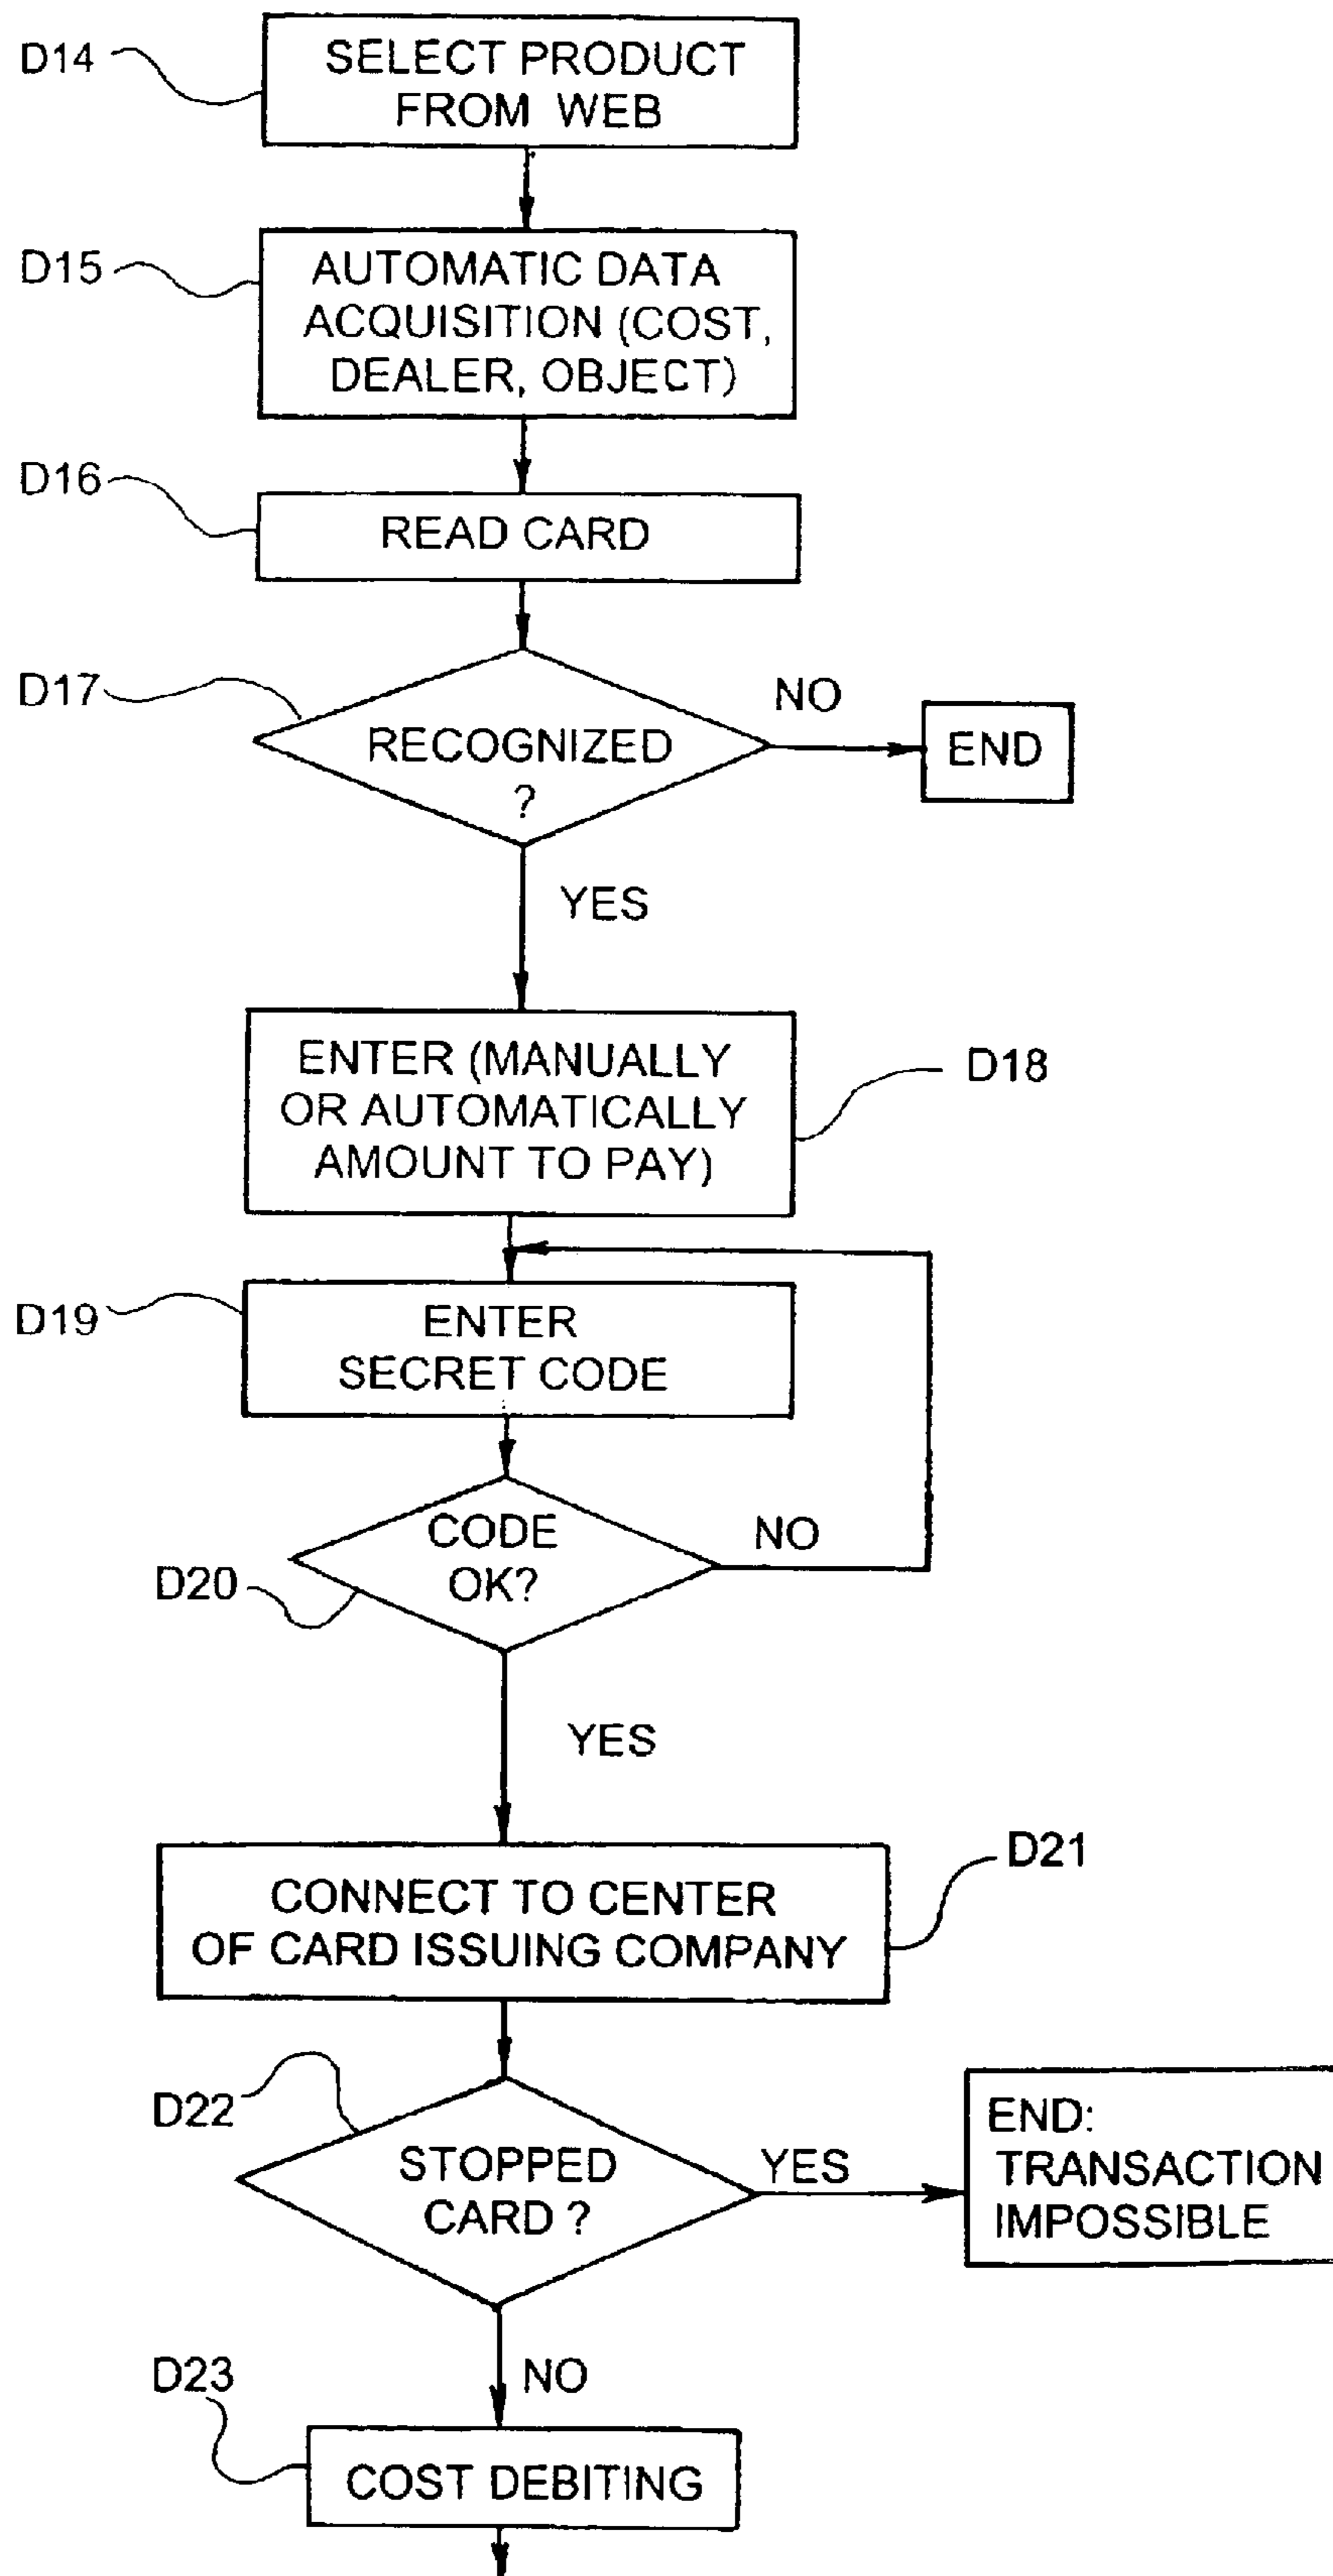 D14
SELECT PRODUCT
FROM WEB
D15
AUTOMATIC DATA
ACQUISITION (COST,
DEALER, OBJECT)
D16
READ CARD
D17
RECOGNIZED
?
NO
END
YES
ENTER (MANUALLY
OR AUTOMATICALLY
AMOUNT TO PAY)
D18
D19
ENTER
SECRET CODE
CODE
OK?
NO
D20
YES
CONNECT TO CENTER
OF CARD ISSUING COMPANY
D21
D22
STOPPED
CARD ?
YES
END:
TRANSACTION
IMPOSSIBLE
NO
D23
COST DEBITING